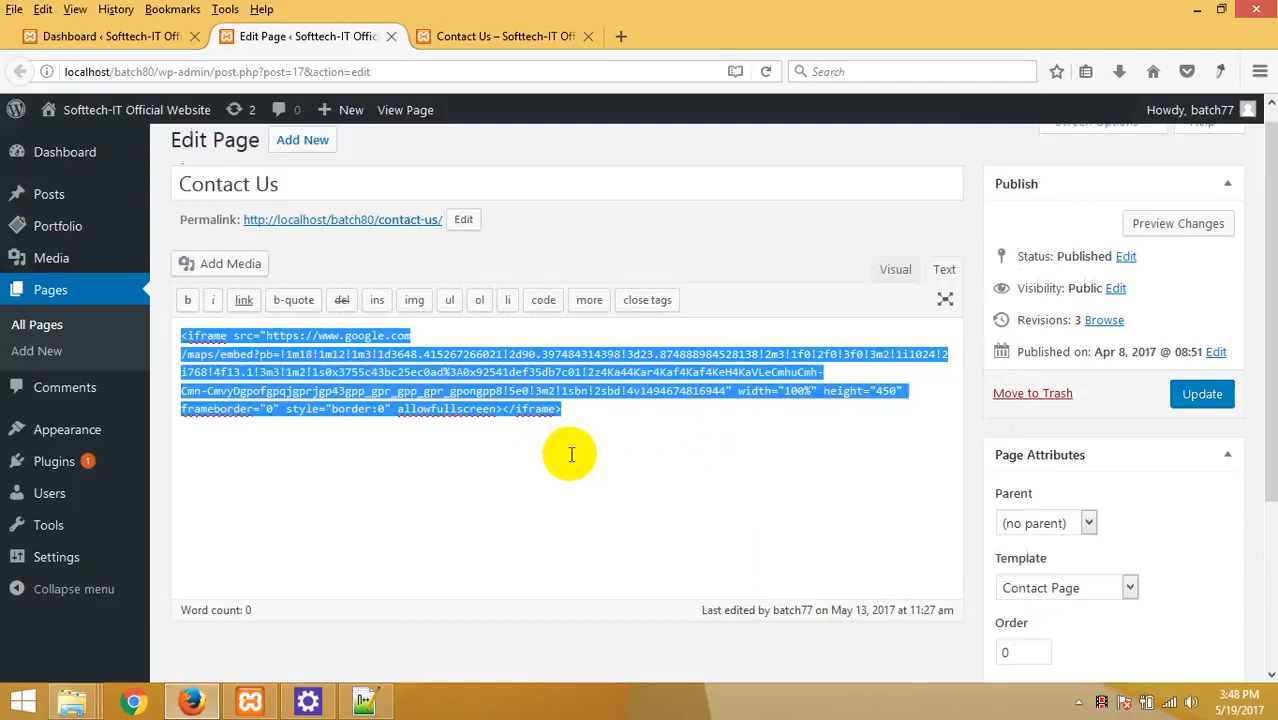 File Edit View History Bookmarks Tools Help
Dashboard ‹ Softtech-IT Offi
Edit Page ‹ Softtech-IT Offic
Contact Us – Softtech-IT Off
localhost/batch80/wp-admin/post.php?post=17&action=edit
Search
Softtech-IT Official Website 2 0 New View Page
Howdy, batch77
Edit Page Add New
Screen Options Help
Dashboard
Posts
Portfolio
Media
Pages
All Pages
Add New
Comments
Appearance
Plugins 1
Users
Tools
Settings
Collapse menu
Contact Us
Permalink: http://localhost/batch80/contact-us/ Edit
Add Media
Visual Text
b i link b-quote del ins img ul ol li code more close tags
<iframe src="https://www.google.com
/maps/embed?pb=!1m18!1m12!1m3!1d3648.415267266021!2d90.397484314398!3d23.874888984528138!2m3!1f0!2f0!3f0!3m2!1i1024!2
i768!4f13.1!3m3!1m2!1s0x3755c43bc25ec0ad%3A0x92541def35db7c01!2z4Ka44Kar4Kaf4Kaf4KeH4KaVLeCmhuCmh-
Cmn-CmvyDgpofgpqjgprjgp43gpp_gpr_gpp_gpr_gpongpp8!5e0!3m2!1sbn!2sbd!4v1494674816944" width="100%" height="450"
frameborder="0" style="border:0" allowfullscreen></iframe>
Word count: 0
Last edited by batch77 on May 13, 2017 at 11:27 am
Publish
Preview Changes
Status: Published Edit
Visibility: Public Edit
Revisions: 3 Browse
Published on: Apr 8, 2017 @ 08:51 Edit
Move to Trash Update
Page Attributes
Parent
(no parent)
Template
Contact Page
Order
0
3:48 PM
5/19/2017